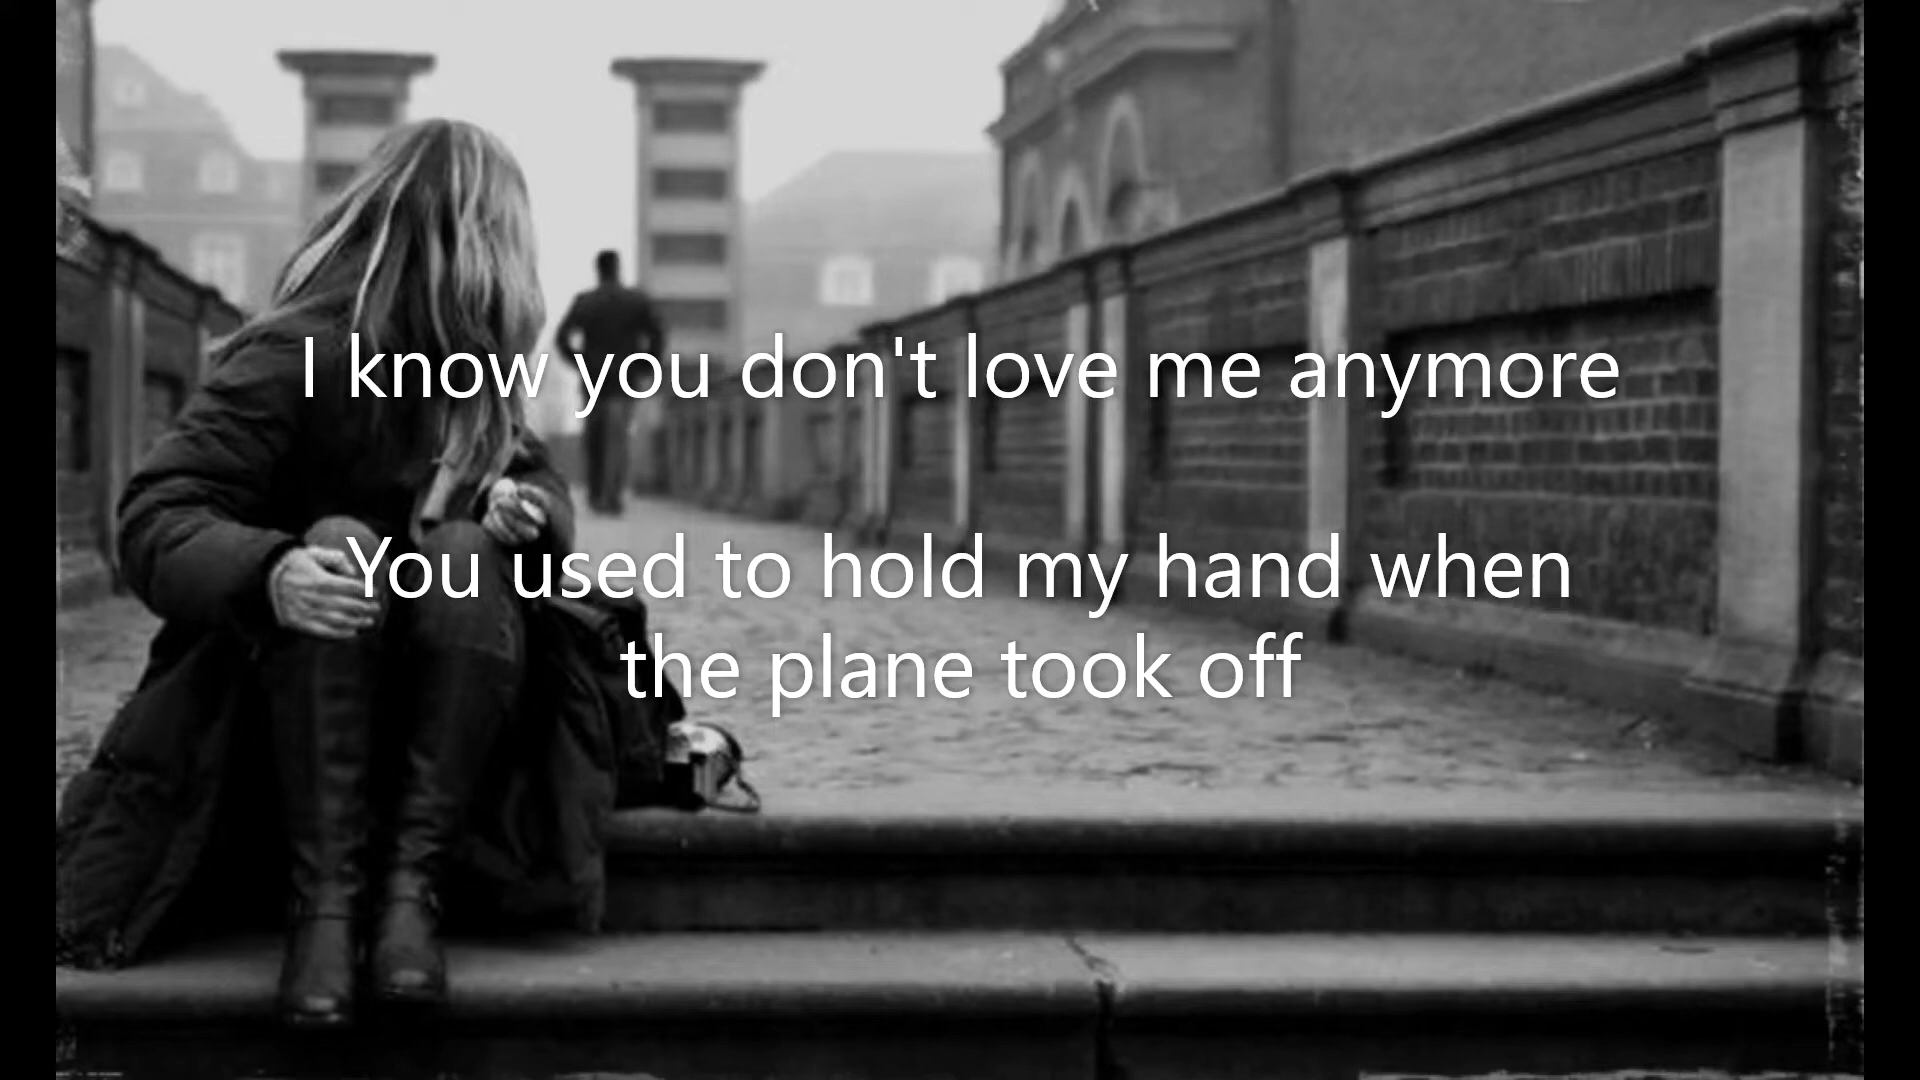 I know you don't love me anymore
You used to hold my hand when
the plane took off